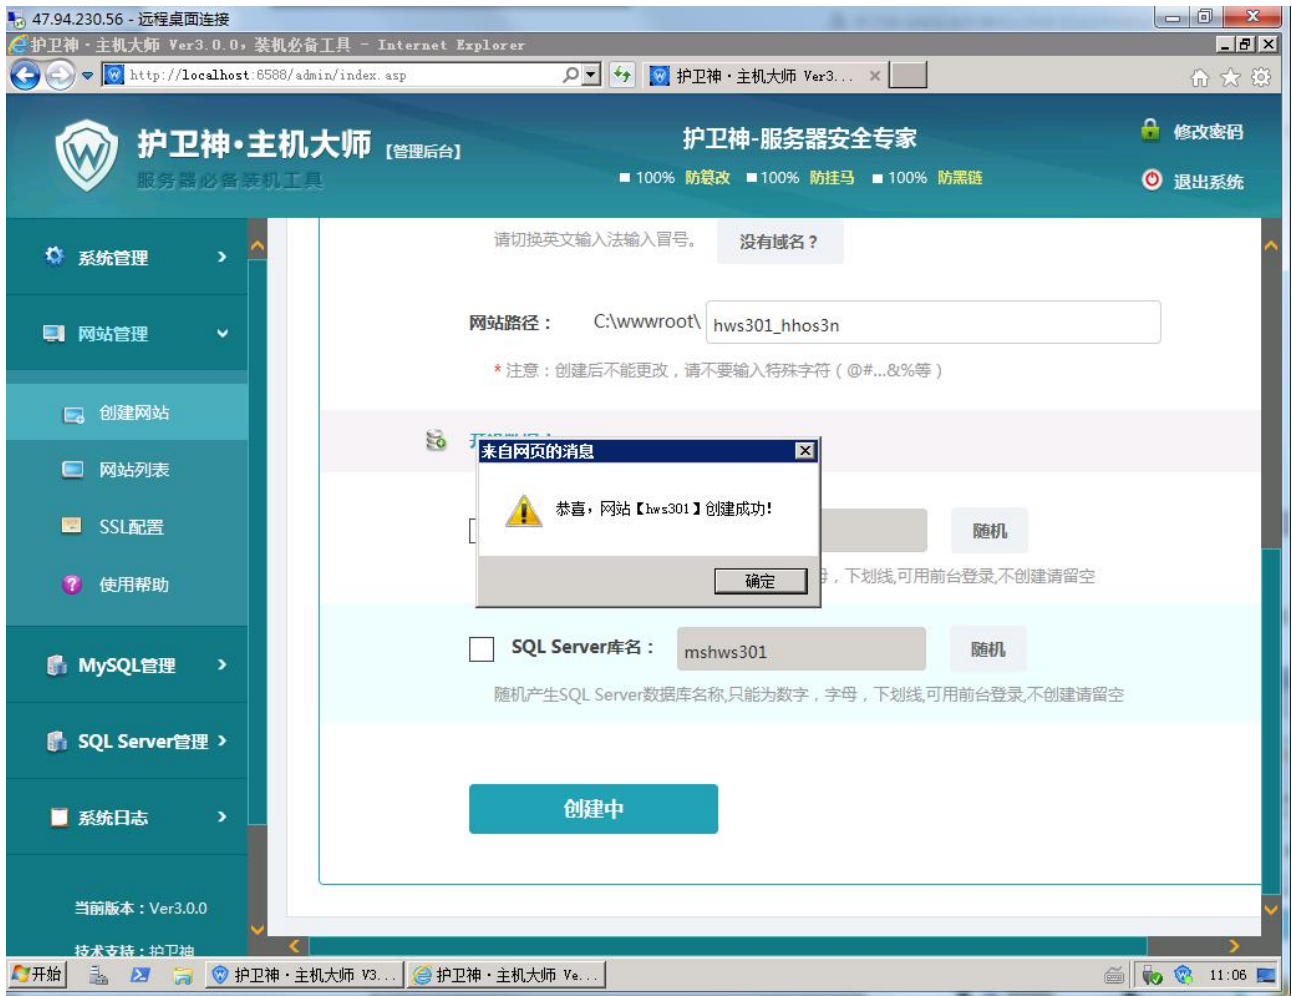 47.94.230.56 - 远程桌面连接
护卫神·主机大师 Ver3.0.0，装机必备工具 - Internet Explorer
http://localhost:6588/admin/index.asp
护卫神·主机大师 Ver3...
护卫神·主机大师【管理后台】
服务器必备装机工具
护卫神-服务器安全专家
100% 防篡改 100% 防挂马 100% 防黑链
修改密码
退出系统
系统管理
网站管理
创建网站
网站列表
SSL配置
使用帮助
MySQL管理
SQL Server管理
系统日志
当前版本：Ver3.0.0
技术支持：护卫神
请切换英文输入法输入冒号。
没有域名？
网站路径： C:\wwwroot\ hws301_hhos3n
*注意：创建后不能更改，请不要输入特殊字符（@#...&%等）
来自网页的消息
恭喜，网站【hws301】创建成功!
确定
随机
，下划线,可用前台登录,不创建请留空
SQL Server库名： mshws301 随机
随机产生SQL Server数据库名称,只能为数字，字母，下划线,可用前台登录,不创建请留空
创建中
开始
护卫神·主机大师 V3...
护卫神·主机大师 Ve...
11:06